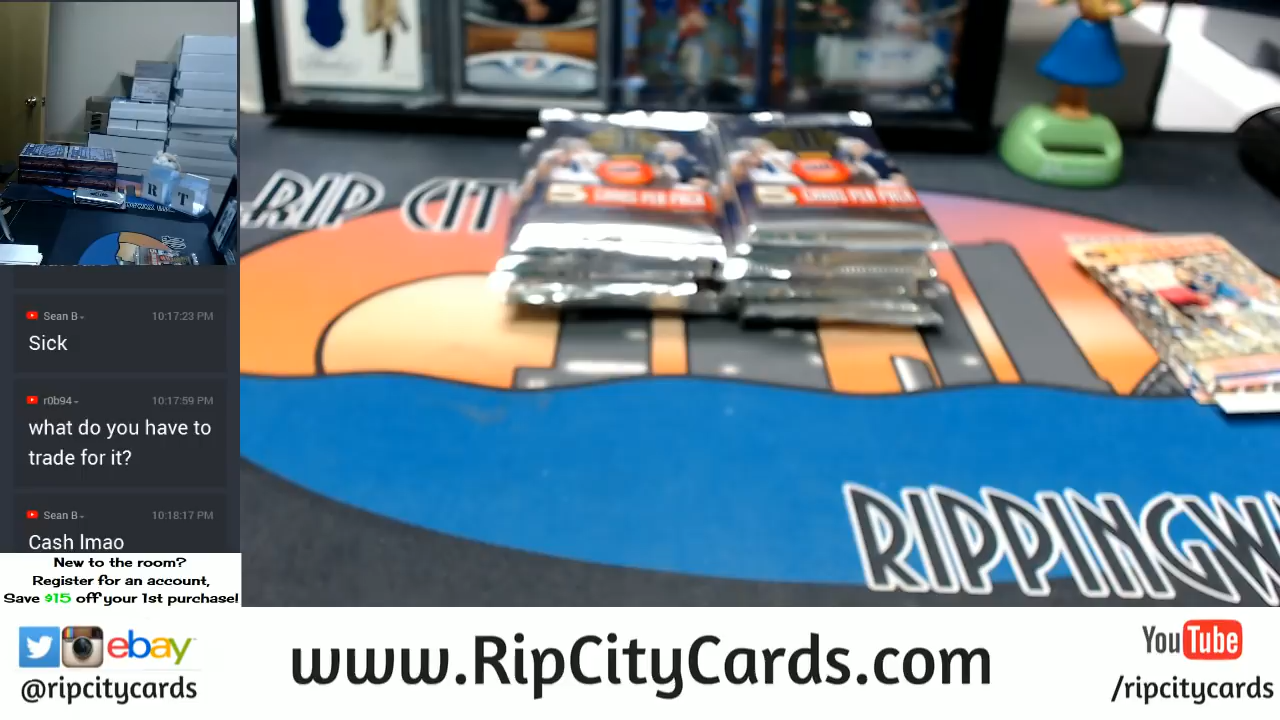 Sean B-
10:17:23 PM
Sick
r0b94-
10:17:59 PM
what do you have to
trade for it?
Sean B-
10:18:17 PM
Cash lmao
New to the room?
Register for an account,
Save $15 off your 1st purchase!
RIP CIT
5 CARDS PER PACK
5 CARDS PER PACK
RIPPINGW
R
T
ebay
@ripcitycards
www.RipCityCards.com
YouTube
/ripcitycards